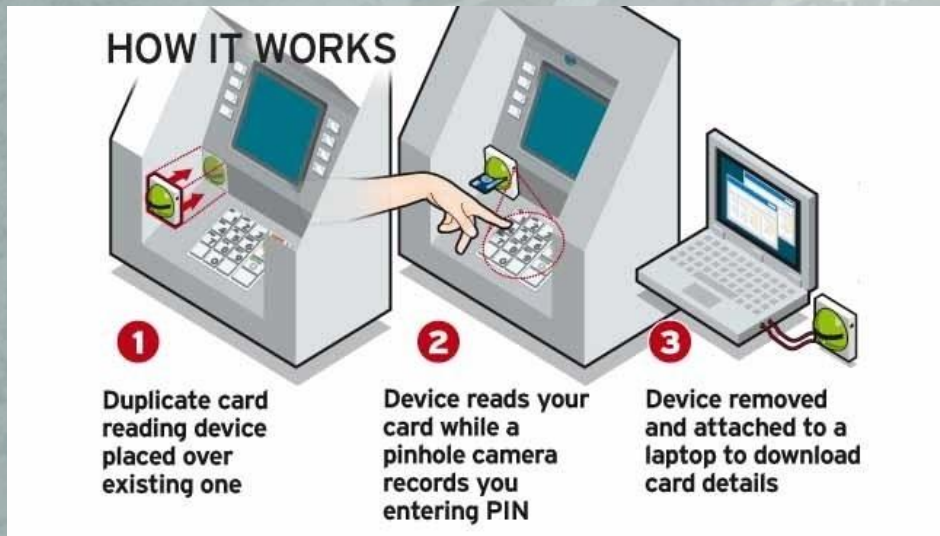 HOW IT WORKS
1
Duplicate card
reading device
placed over
existing one
2
Device reads your
card while a
pinhole camera
records you
entering PIN
3
Device removed
and attached to a
laptop to download
card details